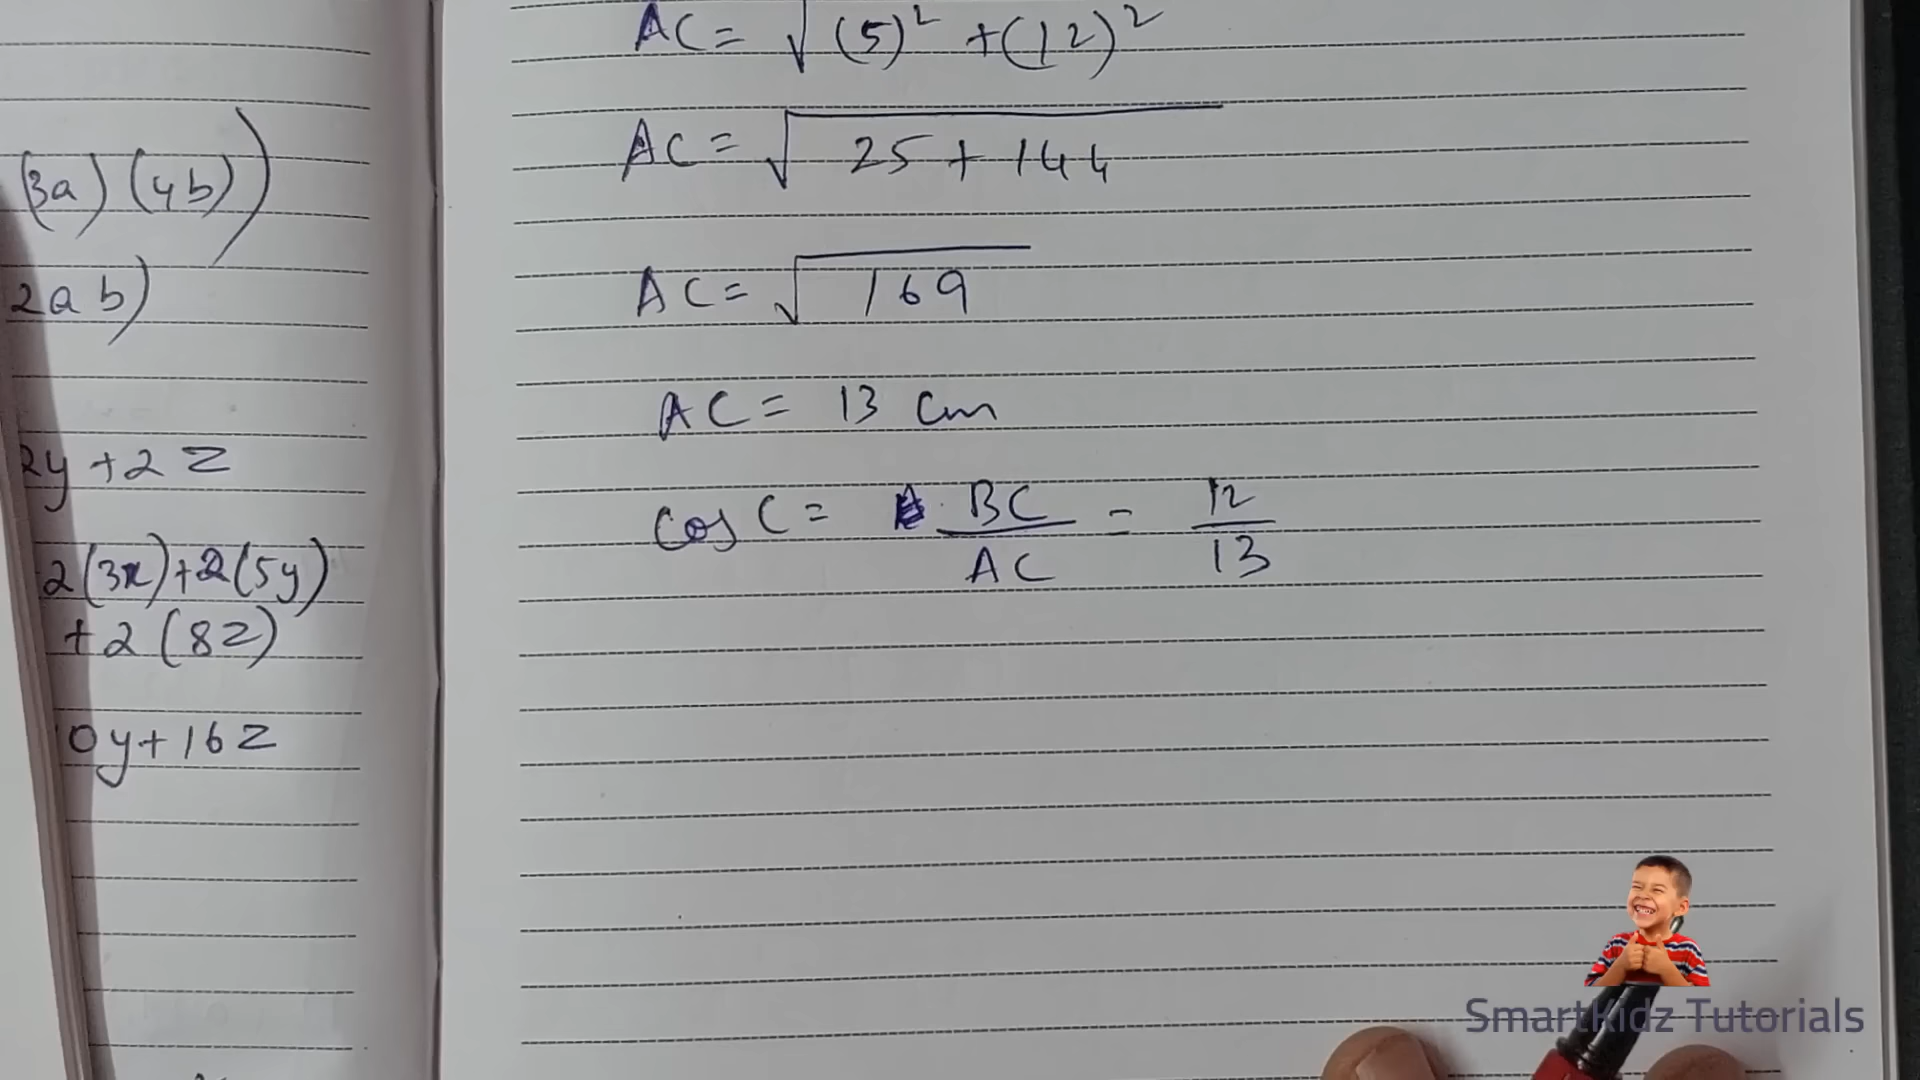 (3a) (4b))
2ab)
2y + 2z
2(3x) + 2(5y)
+ 2 (8z)
0y + 16z
AC = √(5)² + (12)²
AC = √25 + 144
AC = √169
AC = 13 cm
Cos C = BC/AC = 12/13
SmartKidz Tutorials